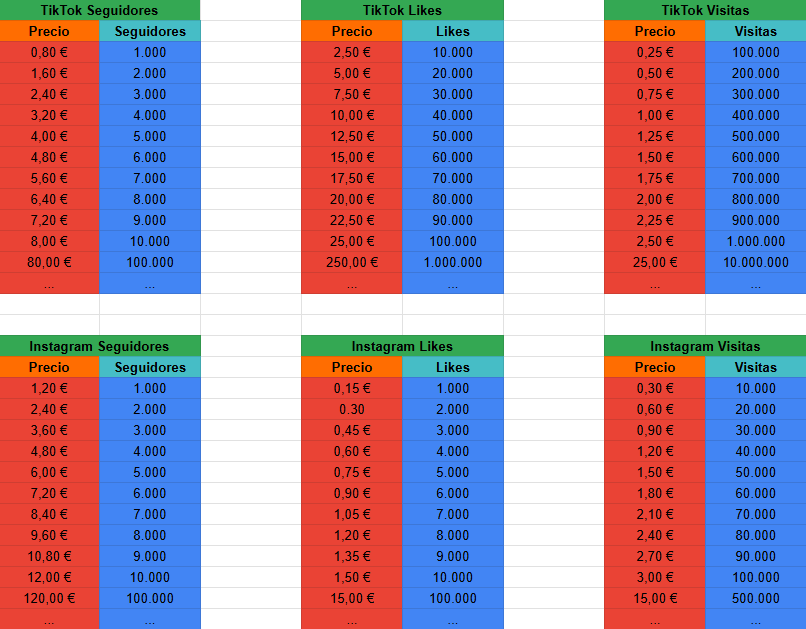 TikTok Seguidores TikTok Likes TikTok Visitas
Precio Seguidores Precio Likes Precio Visitas
0,80 € 1.000 2,50 € 10.000 0,25 € 100.000
1,60 € 2.000 5,00 € 20.000 0,50 € 200.000
2,40 € 3.000 7,50 € 30.000 0,75 € 300.000
3,20 € 4.000 10,00 € 40.000 1,00 € 400.000
4,00 € 5.000 12,50 € 50.000 1,25 € 500.000
4,80 € 6.000 15,00 € 60.000 1,50 € 600.000
5,60 € 7.000 17,50 € 70.000 1,75 € 700.000
6,40 € 8.000 20,00 € 80.000 2,00 € 800.000
7,20 € 9.000 22,50 € 90.000 2,25 € 900.000
8,00 € 10.000 25,00 € 100.000 2,50 € 1.000.000
80,00 € 100.000 250,00 € 1.000.000 25,00 € 10.000.000
... ... ... ... ... ...
Instagram Seguidores Instagram Likes Instagram Visitas
Precio Seguidores Precio Likes Precio Visitas
1,20 € 1.000 0,15 € 1.000 0,30 € 10.000
2,40 € 2.000 0.30 2.000 0,60 € 20.000
3,60 € 3.000 0,45 € 3.000 0,90 € 30.000
4,80 € 4.000 0,60 € 4.000 1,20 € 40.000
6,00 € 5.000 0,75 € 5.000 1,50 € 50.000
7,20 € 6.000 0,90 € 6.000 1,80 € 60.000
8,40 € 7.000 1,05 € 7.000 2,10 € 70.000
9,60 € 8.000 1,20 € 8.000 2,40 € 80.000
10,80 € 9.000 1,35 € 9.000 2,70 € 90.000
12,00 € 10.000 1,50 € 10.000 3,00 € 100.000
120,00 € 100.000 15,00 € 100.000 15,00 € 500.000
... ... ... ... ... ...